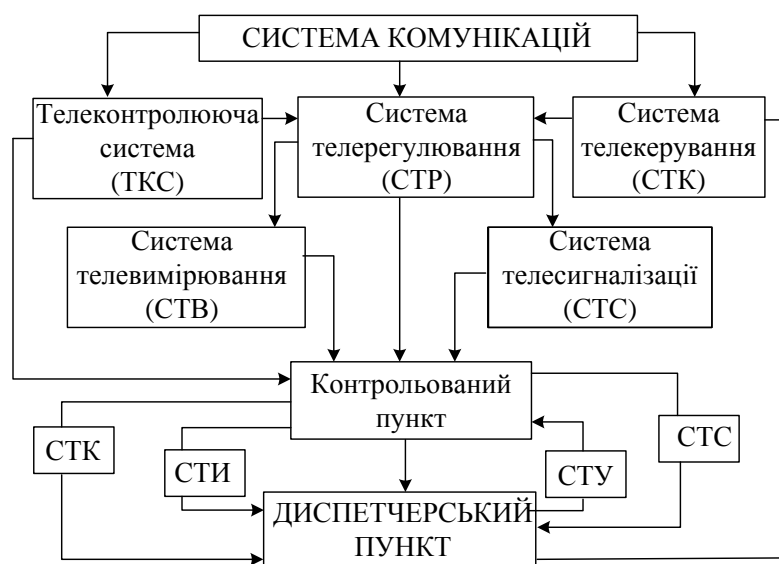 СИСТЕМА КОМУНІКАЦІЙ
Телеконтролююча
система
(ТКС)
Система
телерегулювання
(СТР)
Система
телекерування
(СТК)
Система
телевимірювання
(СТВ)
Система
телесигналізації
(СТС)
Контрольований
пункт
СТК
СТИ
СТУ
СТС
ДИСПЕТЧЕРСЬКИЙ
ПУНКТ